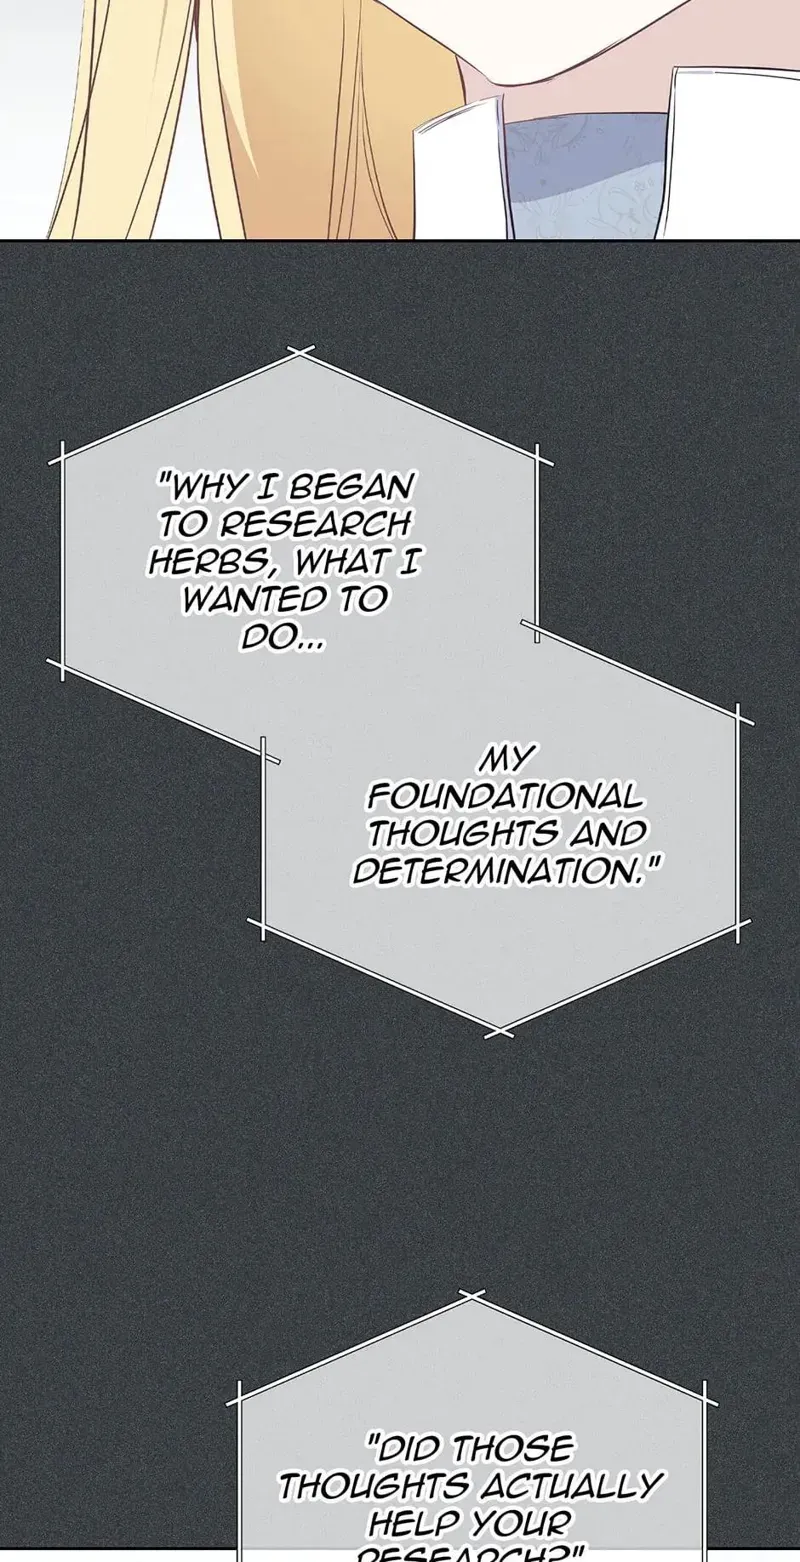 "WHY I BEGAN
TO RESEARCH
HERBS, WHAT I
WANTED TO
DO...
MY
FOUNDATIONAL
THOUGHTS AND
DETERMINATION."
"DID THOSE
THOUGHTS ACTUALLY
HELP YOUR
RESEARCH?"